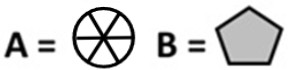 A = B =